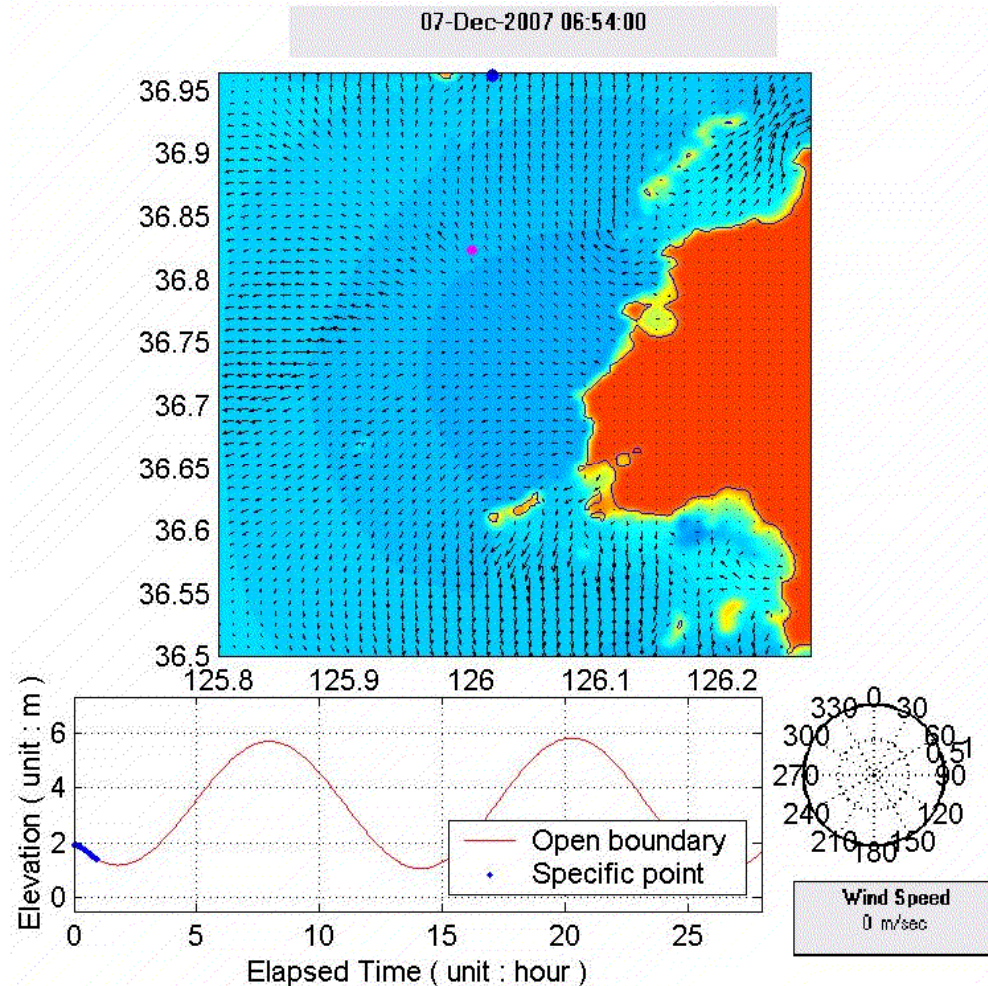 07-Dec-2007 06:54:00
36.95
36.9
36.85
36.8
36.75
36.7
36.65
36.6
36.55
36.5
125.8 125.9 126 126.1 126.2
Elevation ( unit : m )
6
4
2
0
Open boundary
Specific point
0 5 10 15 20 25
Elapsed Time ( unit : hour )
0
330 30
300 60
0.5 1
270 90
240 120
210 150
180
Wind Speed
0 m/sec